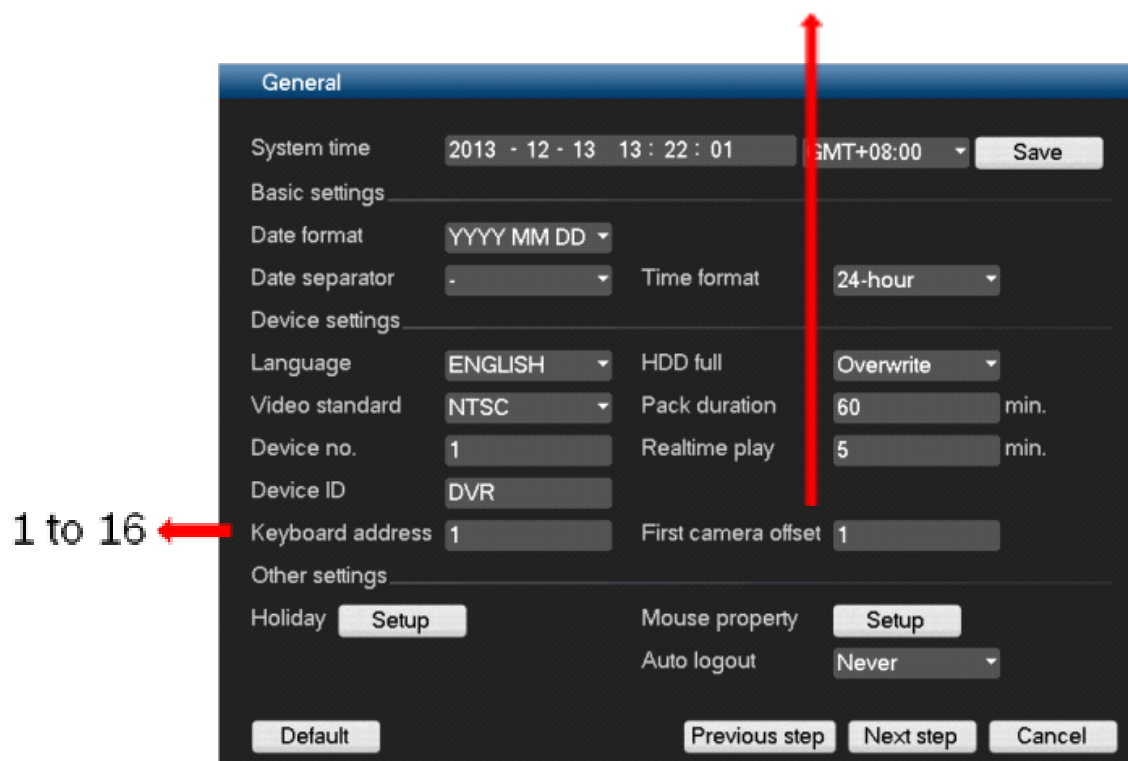 General
System time 2013 - 12 - 13 13 : 22 : 01 GMT+08:00 Save
Basic settings
Date format YYYY MM DD
Date separator - Time format 24-hour
Device settings
Language ENGLISH HDD full Overwrite
Video standard NTSC Pack duration 60 min.
Device no. 1 Realtime play 5 min.
Device ID DVR
1 to 16 Keyboard address 1 First camera offset 1
Other settings
Holiday Setup Mouse property Setup
Auto logout Never
Default Previous step Next step Cancel